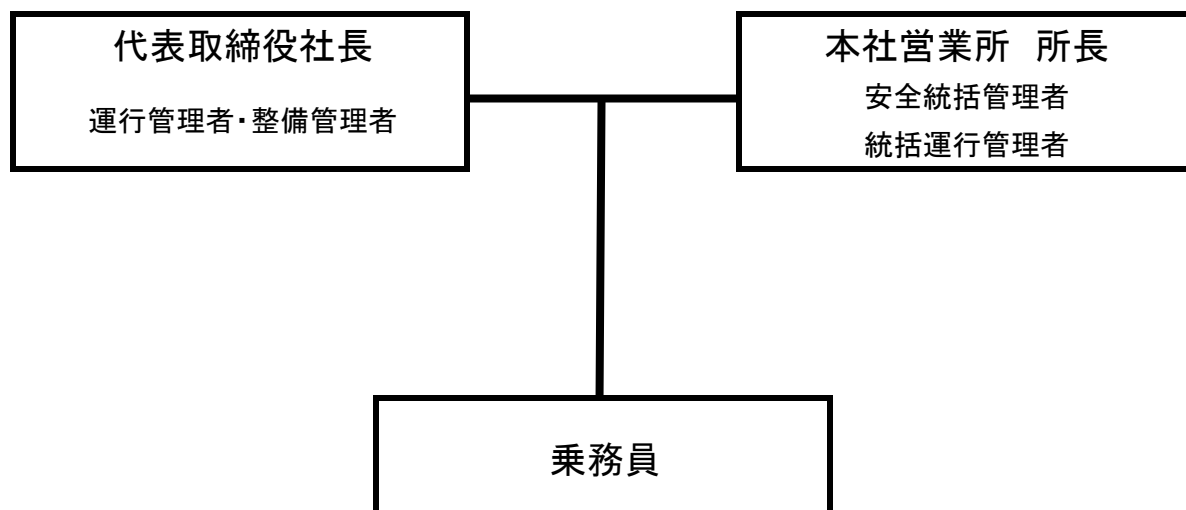 代表取締役社長
運行管理者・整備管理者
本社営業所　所長
安全統括管理者
統括運行管理者
乗務員